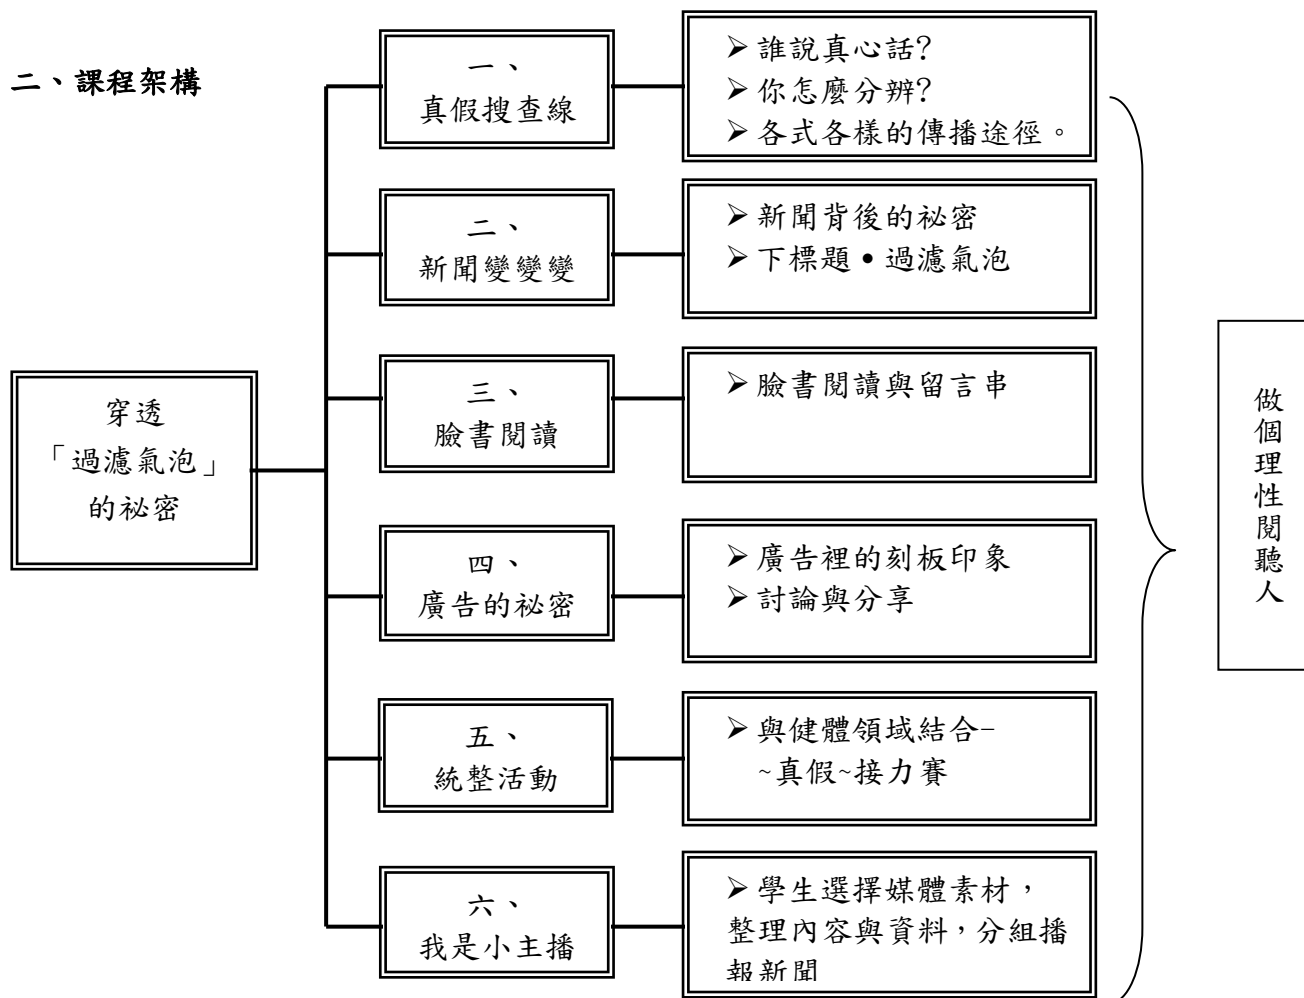 二、課程架構
穿透
「過濾氣泡」
的祕密
一、
真假搜查線
➢誰說真心話?
➢你怎麼分辨?
➢各式各樣的傳播途徑。
二、
新聞變變變
➢新聞背後的祕密
➢下標題•過濾氣泡
三、
臉書閱讀
➢臉書閱讀與留言串
四、
廣告的祕密
➢廣告裡的刻板印象
➢討論與分享
五、
統整活動
➢與健體領域結合-
~真假~接力賽
六、
我是小主播
➢學生選擇媒體素材，
整理內容與資料，分組播
報新聞
做個理性閱聽人